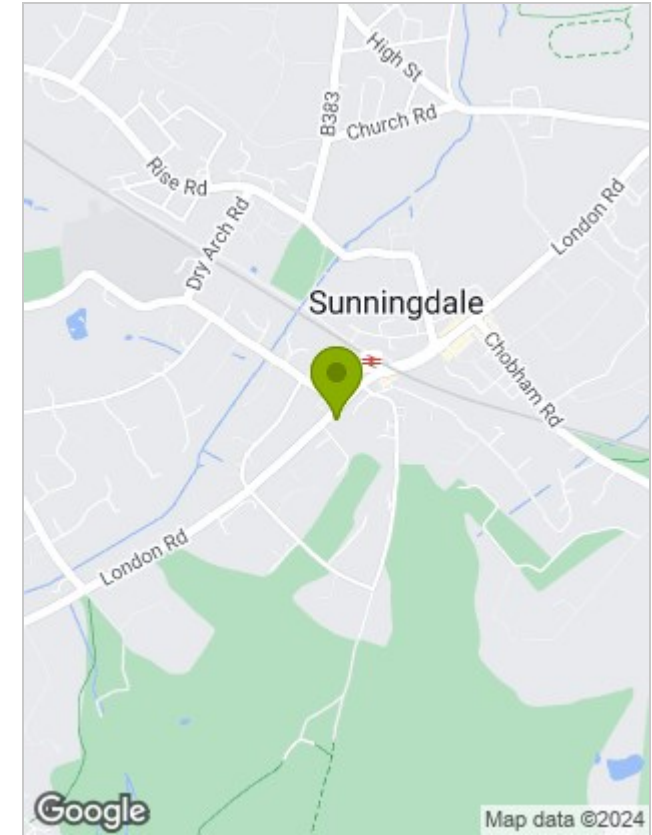 High St
B383
Church Rd
Rise Rd
London Rd
Dry Arch Rd
Sunningdale
Chobham Rd
London Rd
Google
Map data ©2024